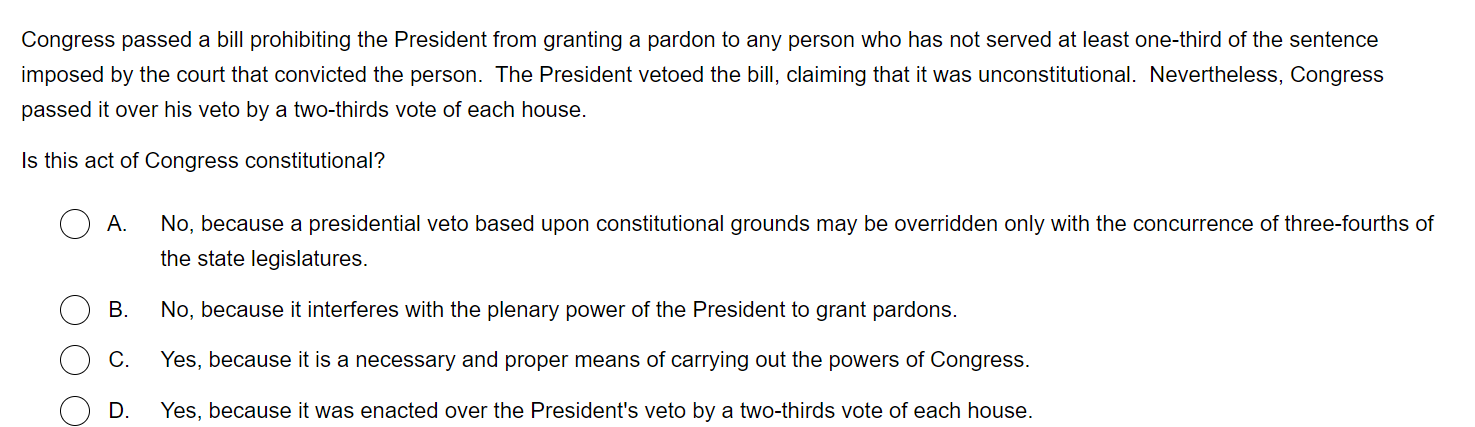 Congress passed a bill prohibiting the President from granting a pardon to any person who has not served at least one-third of the sentence
imposed by the court that convicted the person.  The President vetoed the bill, claiming that it was unconstitutional.  Nevertheless, Congress
passed it over his veto by a two-thirds vote of each house.
Is this act of Congress constitutional?
A. No, because a presidential veto based upon constitutional grounds may be overridden only with the concurrence of three-fourths of
the state legislatures.
B. No, because it interferes with the plenary power of the President to grant pardons.
C. Yes, because it is a necessary and proper means of carrying out the powers of Congress.
D. Yes, because it was enacted over the President's veto by a two-thirds vote of each house.